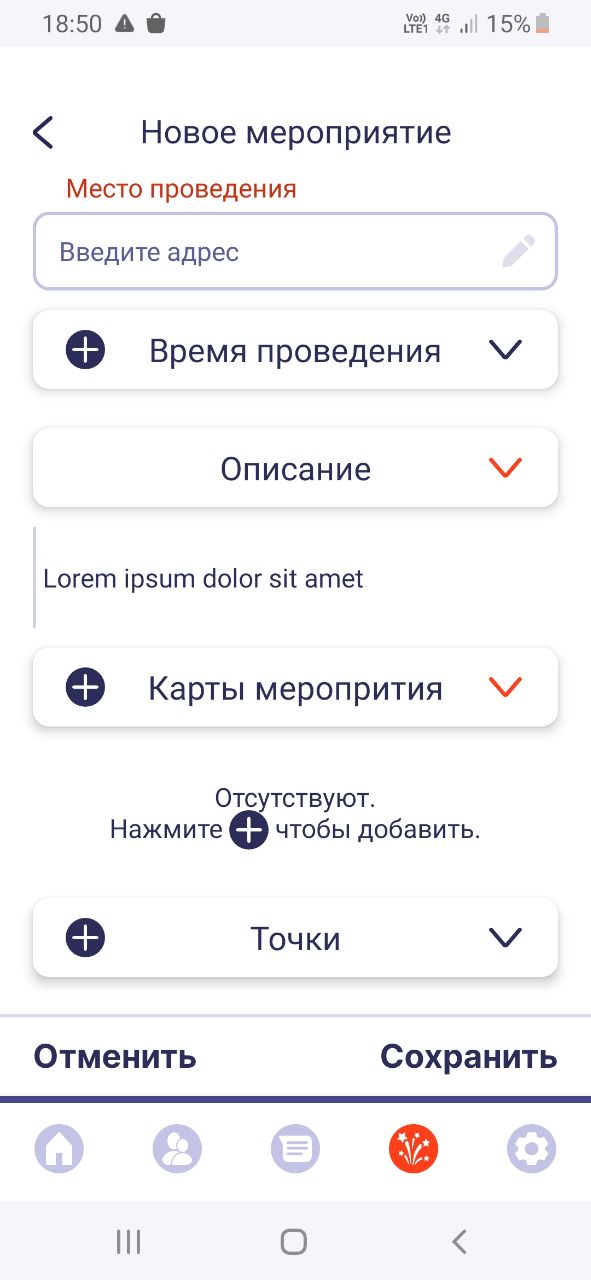 18:50 Vo)) LTE1 4G 15%
Новое мероприятие
Место проведения
Введите адрес
Время проведения
Описание
Lorem ipsum dolor sit amet
Карты меропрития
Отсутствуют.
Нажмите чтобы добавить.
Точки
Отменить Сохранить